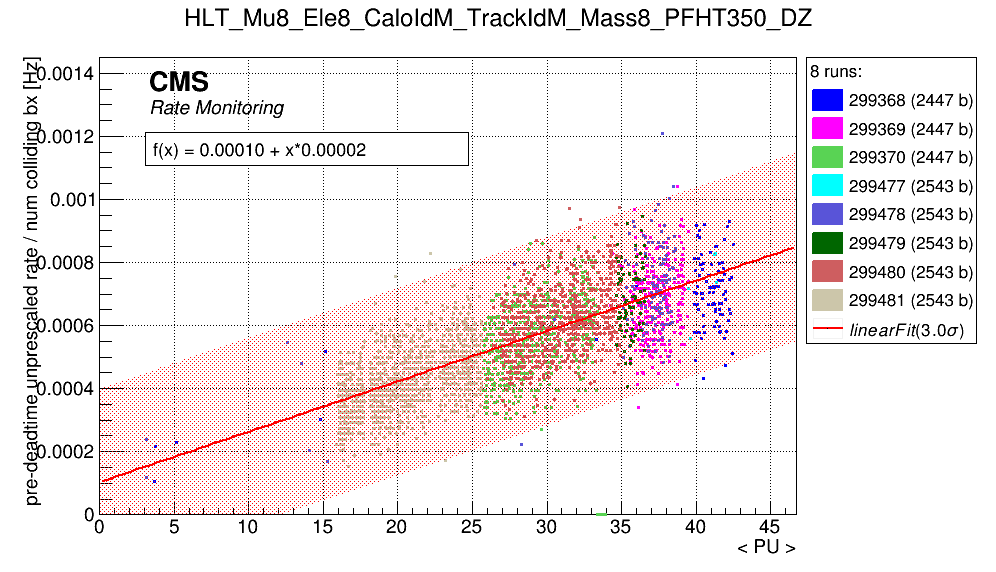 HLT_Mu8_Ele8_CaloIdM_TrackIdM_Mass8_PFHT350_DZ
pre-deadtime unprescaled rate / num colliding bx [Hz]
0.0014
0.0012
0.001
0.0008
0.0006
0.0004
0.0002
0
CMS
Rate Monitoring
f(x) = 0.00010 + x*0.00002
0 5 10 15 20 25 30 35 40 45
< PU >
8 runs:
299368 (2447 b)
299369 (2447 b)
299370 (2447 b)
299477 (2543 b)
299478 (2543 b)
299479 (2543 b)
299480 (2543 b)
299481 (2543 b)
linearFit(3.0σ)